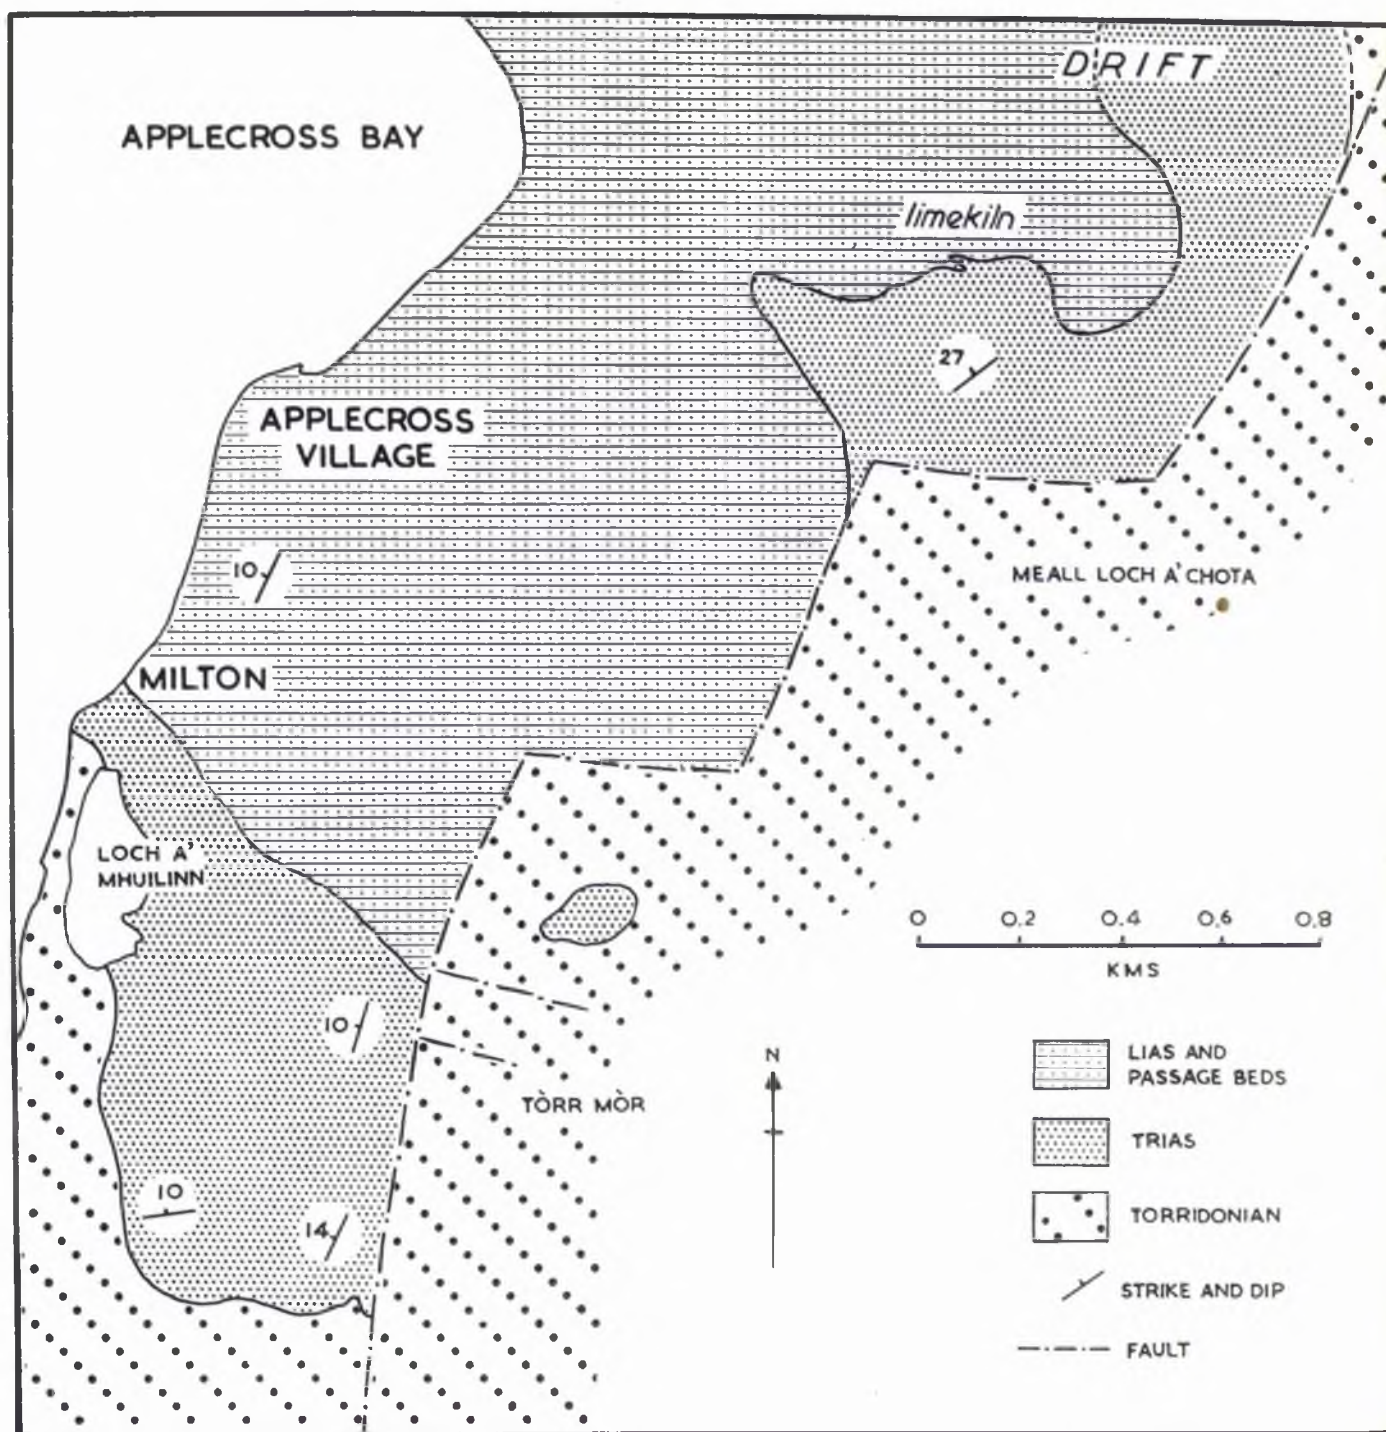 DRIFT
APPLECROSS BAY
limekiln
27
APPLECROSS
VILLAGE
10
MEALL LOCH A' CHOTA
MILTON
LOCH A'
MHUILINN
0 0.2 0.4 0.6 0.8
KMS
10
N
LIAS AND
PASSAGE BEDS
TÒRR MÒR
TRIAS
10
14
TORRIDONIAN
STRIKE AND DIP
FAULT